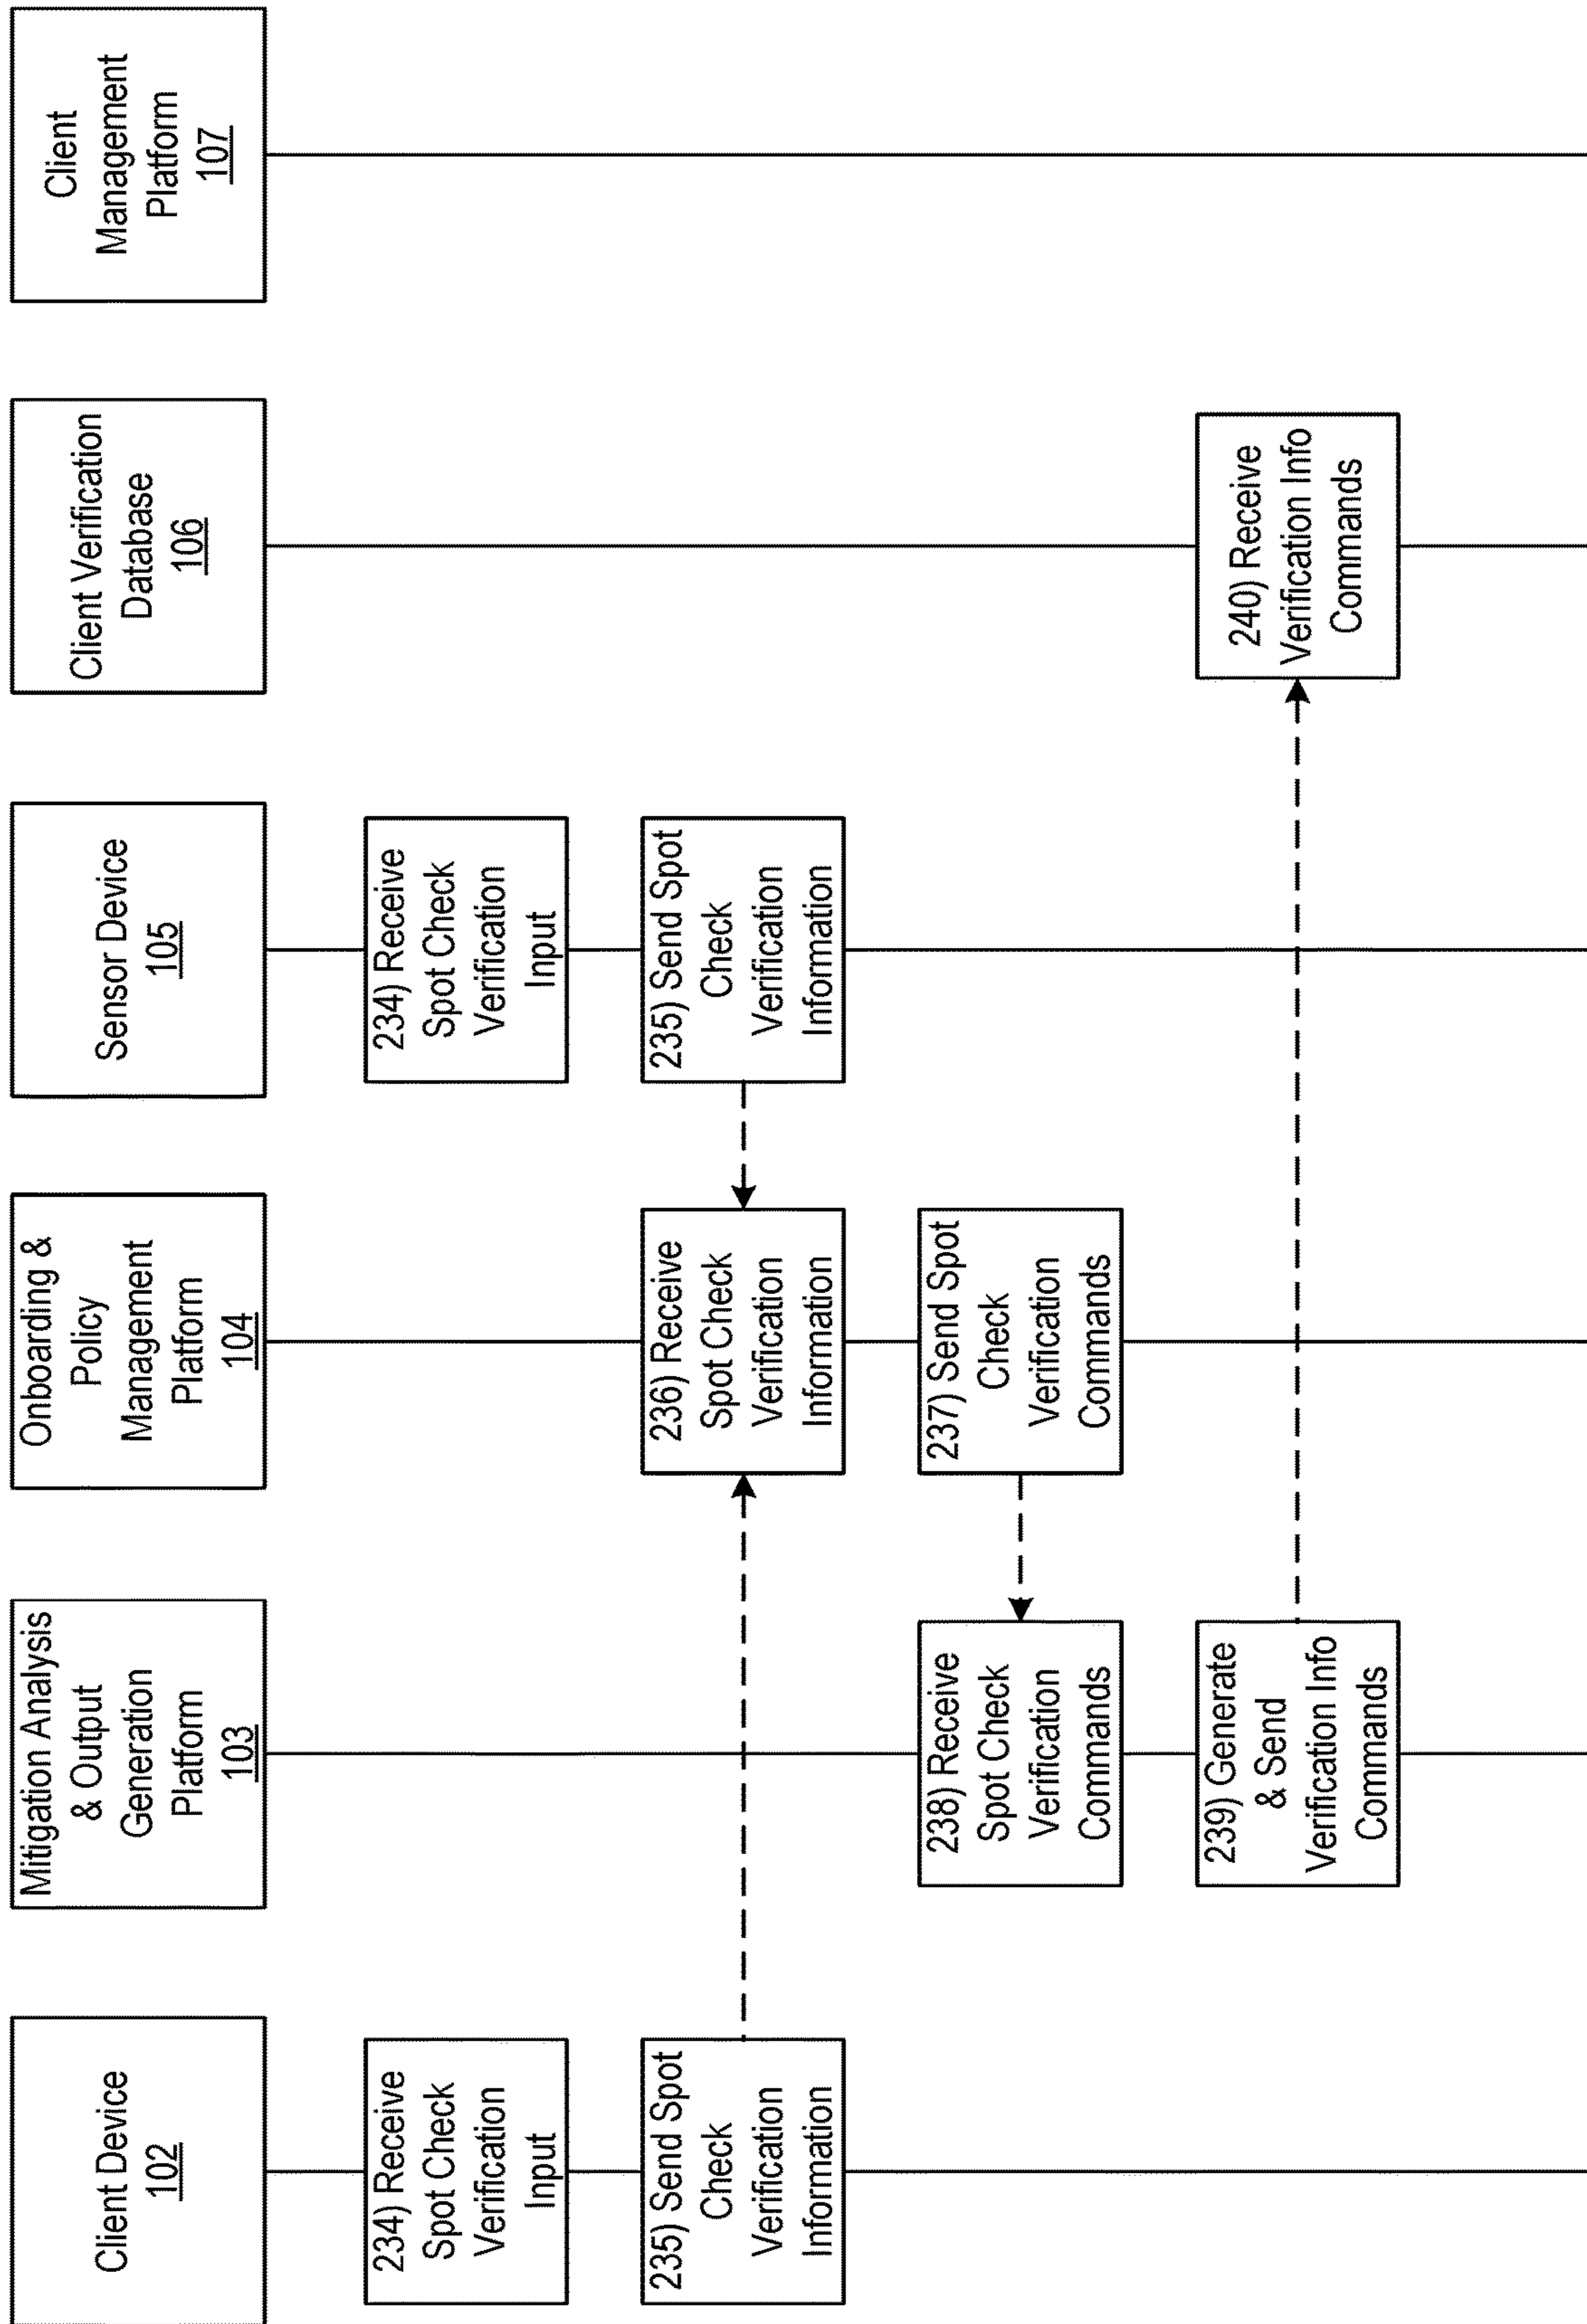 Client Device
102
Mitigation Analysis
& Output
Generation
Platform
103
Onboarding &
Policy
Management
Platform
104
Sensor Device
105
Client Verification
Database
106
Client
Management
Platform
107
234) Receive
Spot Check
Verification
Input
234) Receive
Spot Check
Verification
Input
235) Send Spot
Check
Verification
Information
236) Receive
Spot Check
Verification
Information
235) Send Spot
Check
Verification
Information
238) Receive
Spot Check
Verification
Commands
237) Send Spot
Check
Verification
Commands
239) Generate
& Send
Verification Info
Commands
240) Receive
Verification Info
Commands